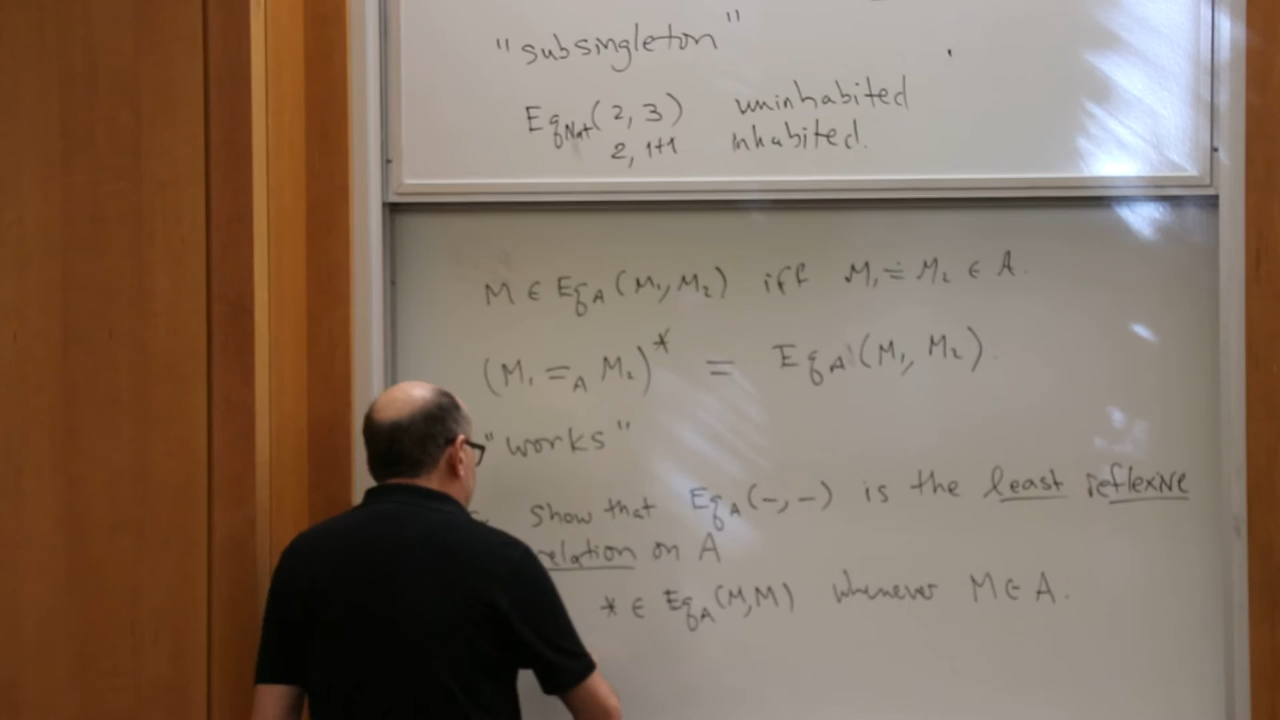 "subsingleton"
Eq_Nat(2, 3) uninhabited
2, 1+1 inhabited.
M ∈ Eq_A(M₁, M₂) iff M₁ ≐ M₂ ∈ A.
(M₁ =_A M₂)* = Eq_A(M₁, M₂).
"works"
show that Eq_A(-,-) is the least reflexive
relation on A
* ∈ Eq_A(M,M) whenever M ∈ A.